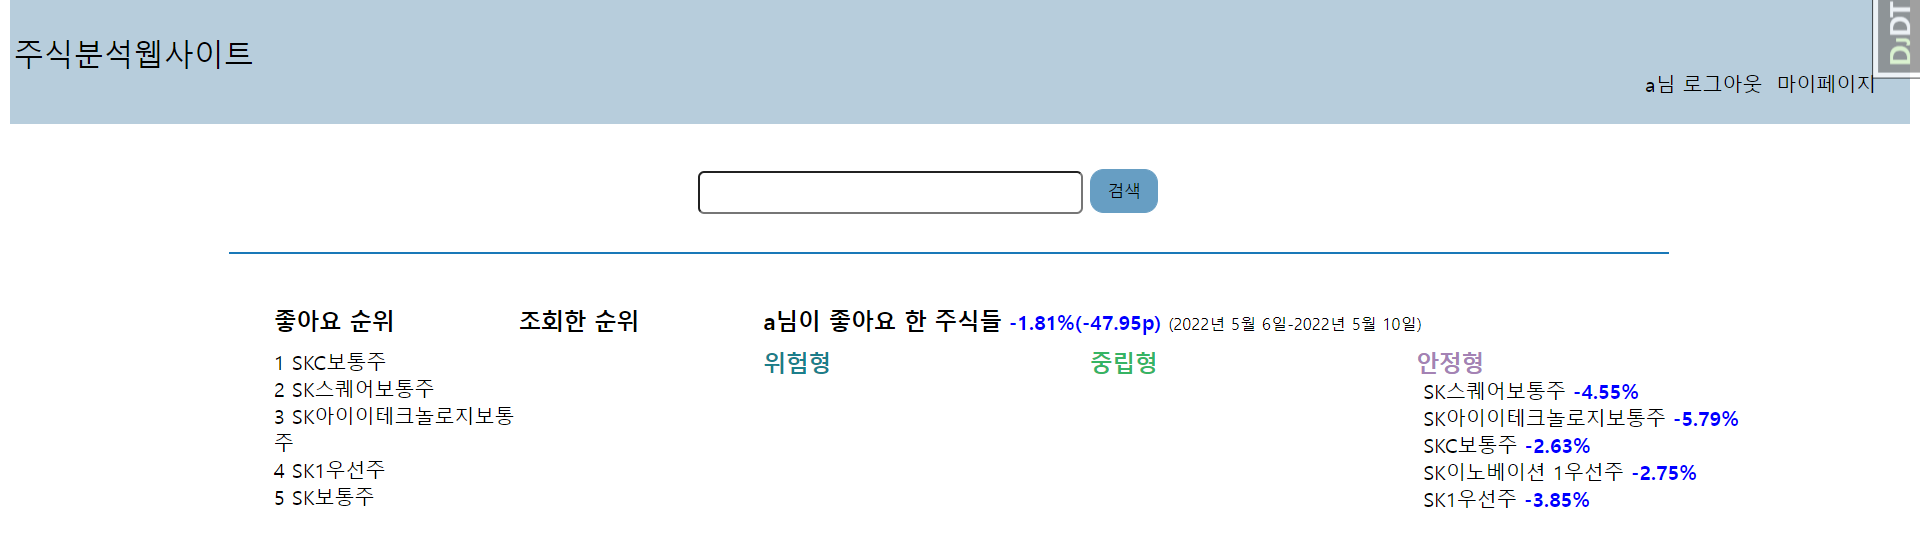 주식분석웹사이트
DJDT
a님 로그아웃 마이페이지
검색
좋아요 순위
1 SKC보통주
2 SK스퀘어보통주
3 SK아이이테크놀로지보통
주
4 SK1우선주
5 SK보통주
조회한 순위
a님이 좋아요 한 주식들 -1.81%(-47.95p) (2022년 5월 6일-2022년 5월 10일)
위험형
중립형
안정형
SK스퀘어보통주 -4.55%
SK아이이테크놀로지보통주 -5.79%
SKC보통주 -2.63%
SK이노베이션 1우선주 -2.75%
SK1우선주 -3.85%